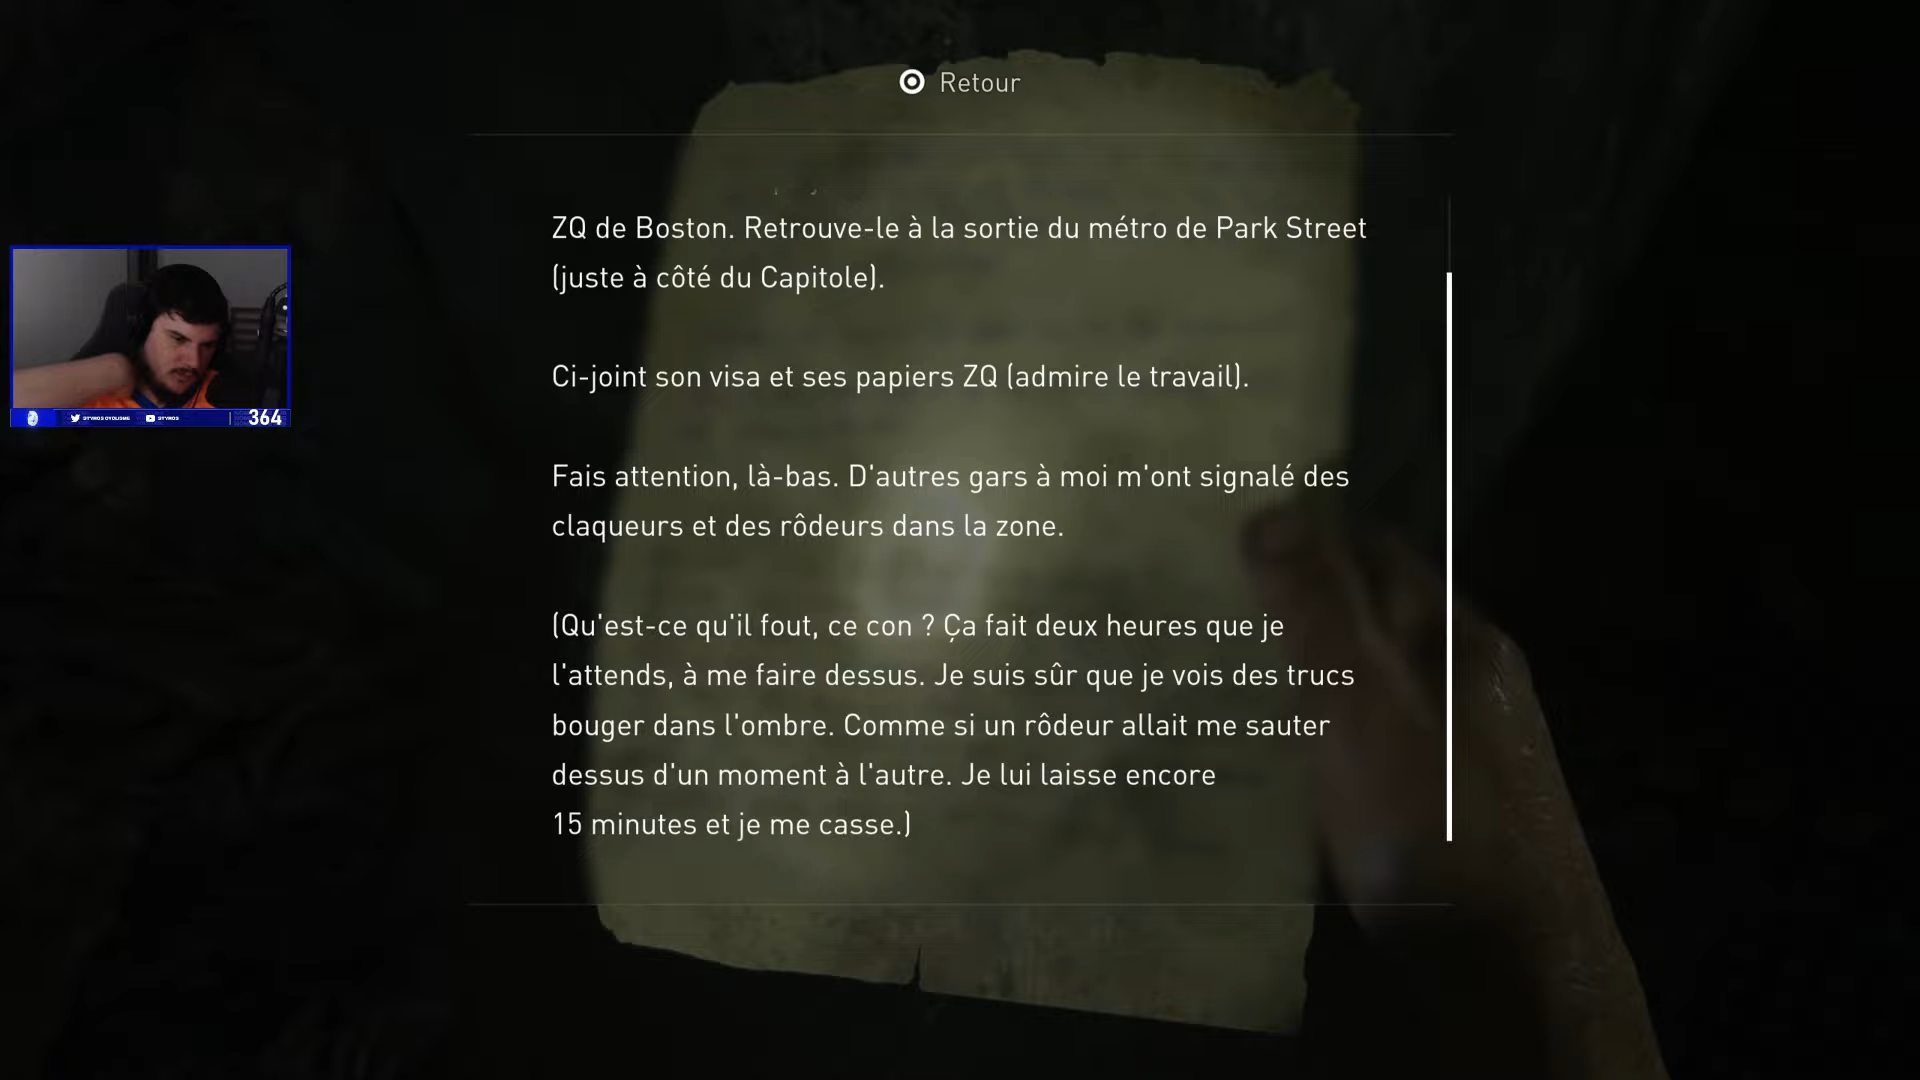 Retour
ZQ de Boston. Retrouve-le à la sortie du métro de Park Street
(juste à côté du Capitole).
Ci-joint son visa et ses papiers ZQ (admire le travail).
Fais attention, là-bas. D'autres gars à moi m'ont signalé des
claqueurs et des rôdeurs dans la zone.
(Qu'est-ce qu'il fout, ce con ? Ça fait deux heures que je
l'attends, à me faire dessus. Je suis sûr que je vois des trucs
bouger dans l'ombre. Comme si un rôdeur allait me sauter
dessus d'un moment à l'autre. Je lui laisse encore
15 minutes et je me casse.)
364